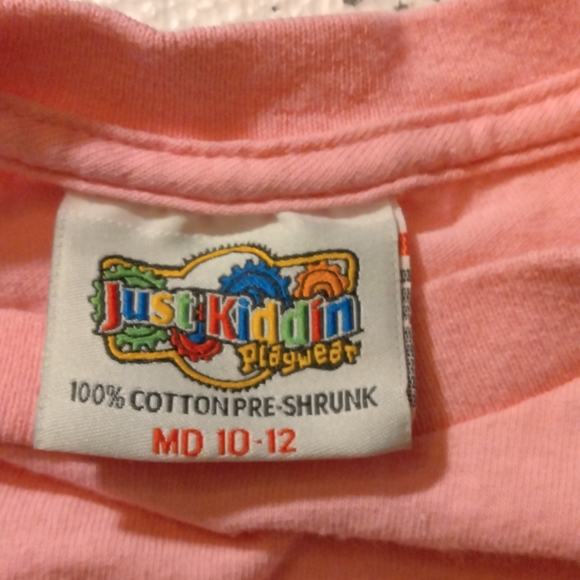 Just Kiddin
Playwear
100% COTTON PRE-SHRUNK
MD 10-12